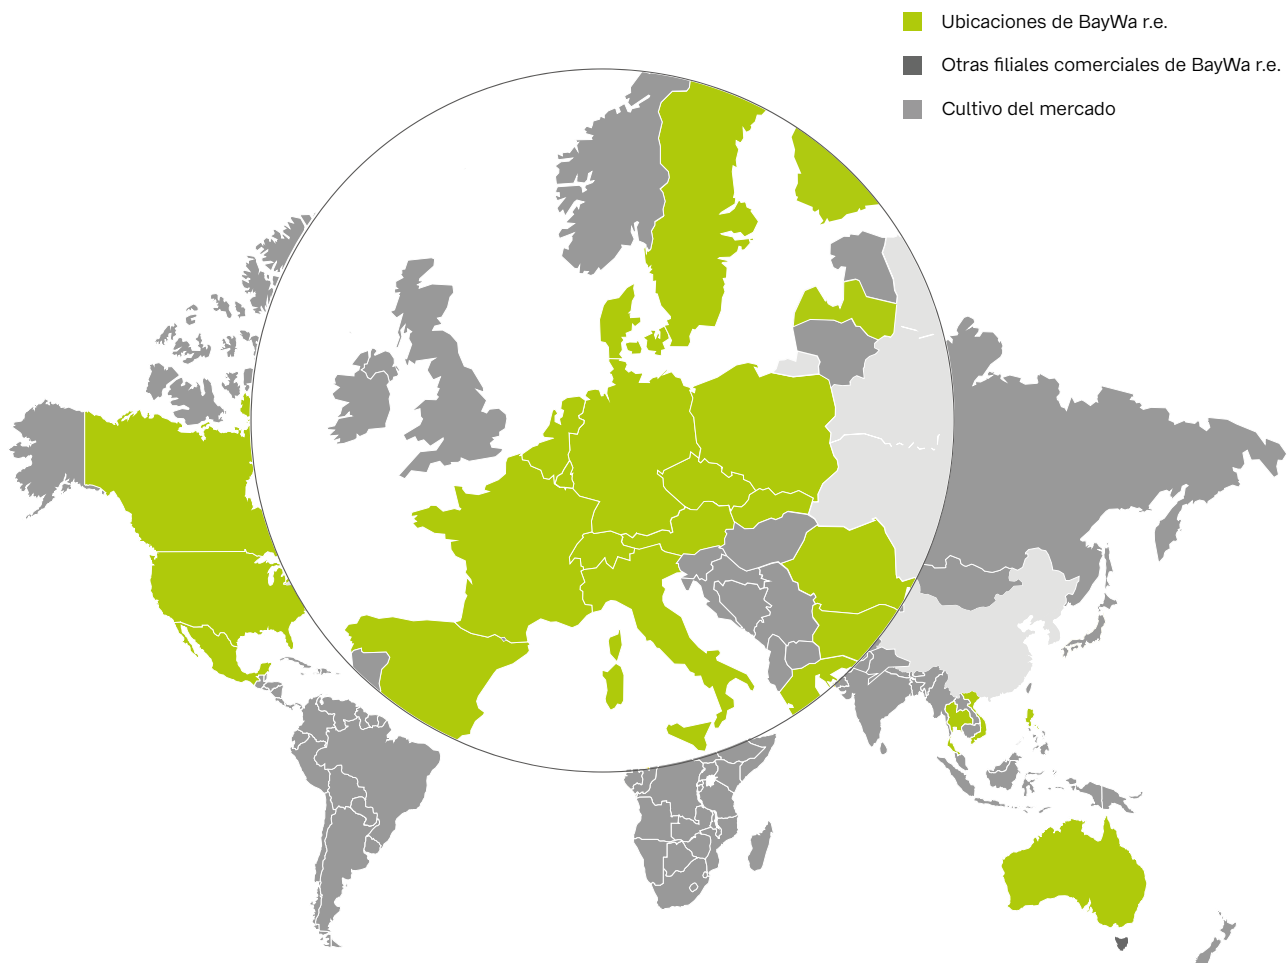 Ubicaciones de BayWa r.e.
Otras filiales comerciales de BayWa r.e.
Cultivo del mercado